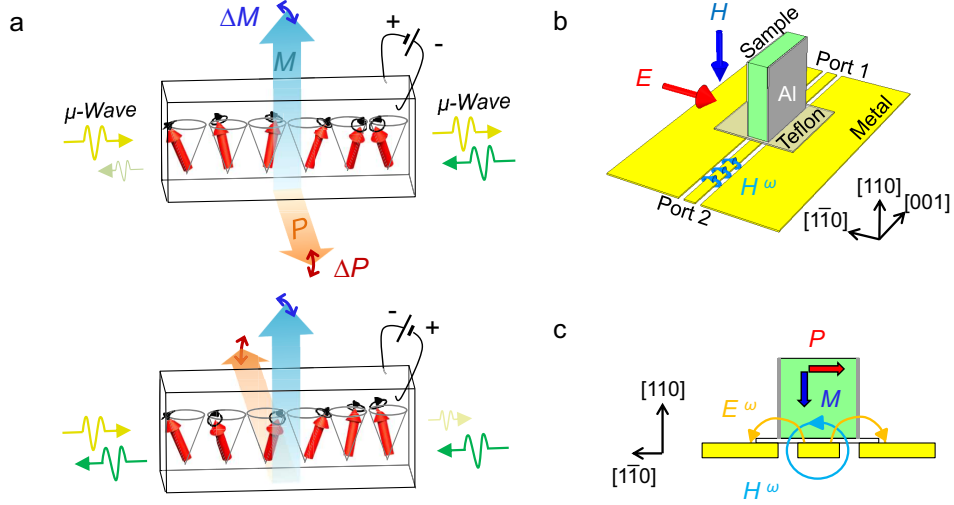 a
ΔM
+
-
M
μ-Wave
μ-Wave
P
ΔP
ΔM
-
+
b
H
E
Sample
Port 1
Al
Teflon
Metal
H ω
Port 2
[110]
[001]
[11̅0]
c
P
M
[110]
E ω
[11̅0]
H ω